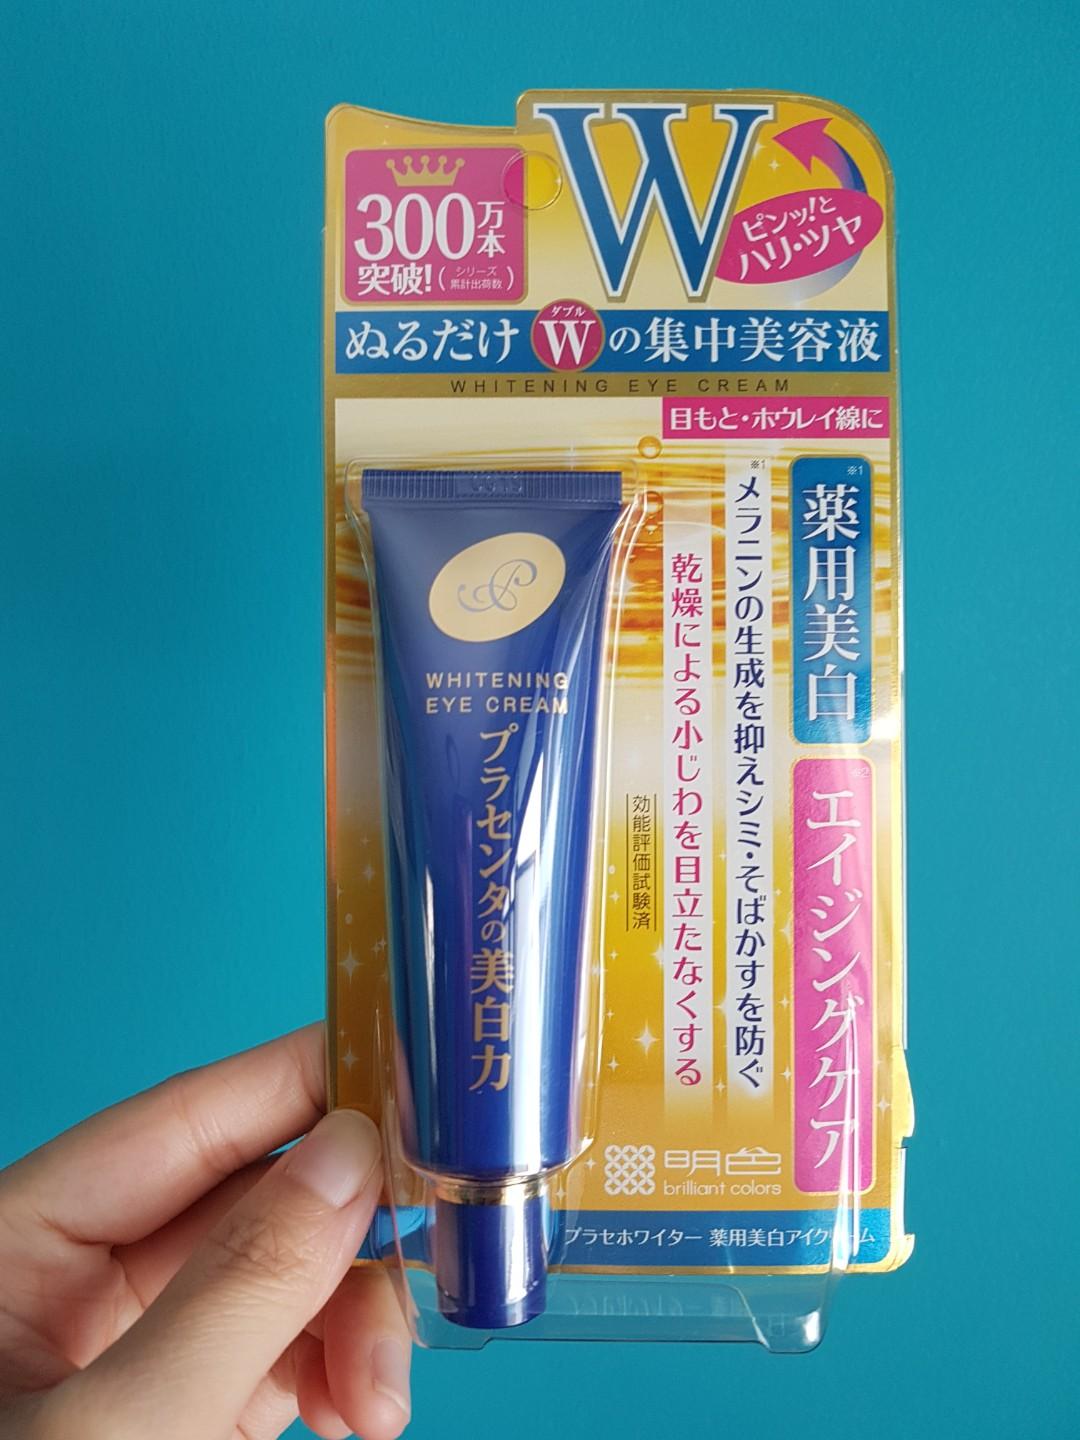 300万本
突破!(シリーズ累計出荷数)
W
ピンッ!と
ハリ・ツヤ
ダブル
ぬるだけWの集中美容液
WHITENING EYE CREAM
目もと・ホウレイ線に
※1
薬用美白
※2
エイジングケア
※1
メラニンの生成を抑えシミ・そばかすを防ぐ
乾燥による小じわを目立たなくする
効能評価試験済
WHITENING
EYE CREAM
プラセンタの美白力
明色
brilliant colors
プラセホワイター 薬用美白アイクリーム